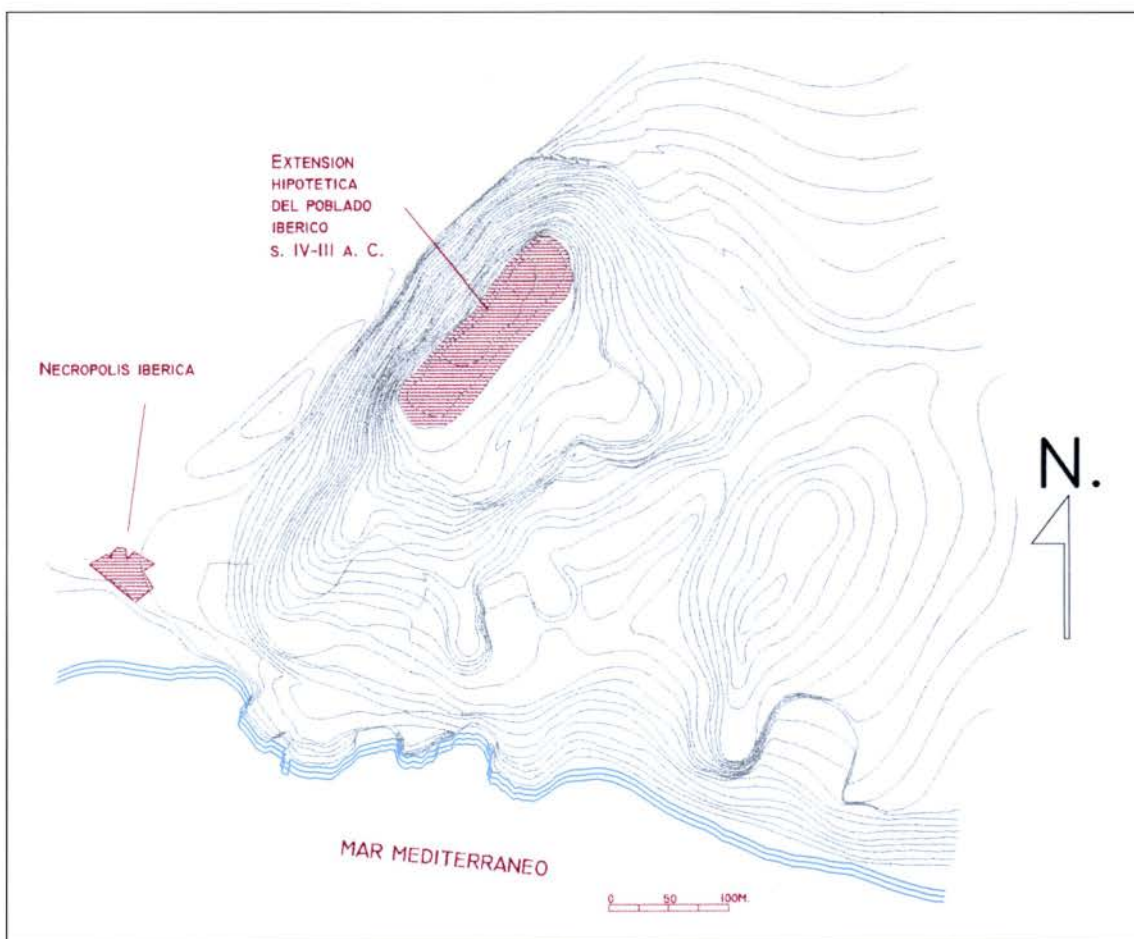 EXTENSION
HIPOTETICA
DEL POBLADO
IBERICO
S. IV-III A. C.
NECROPOLIS IBERICA
N.
MAR MEDITERRANEO
0 50 100M.